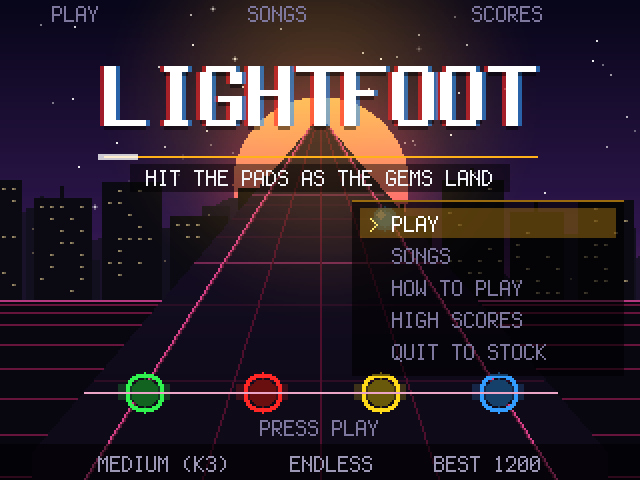 PLAY SONGS SCORES
LIGHTFOOT
HIT THE PADS AS THE GEMS LAND
> PLAY
SONGS
HOW TO PLAY
HIGH SCORES
QUIT TO STOCK
PRESS PLAY
MEDIUM (K3) ENDLESS BEST 1200